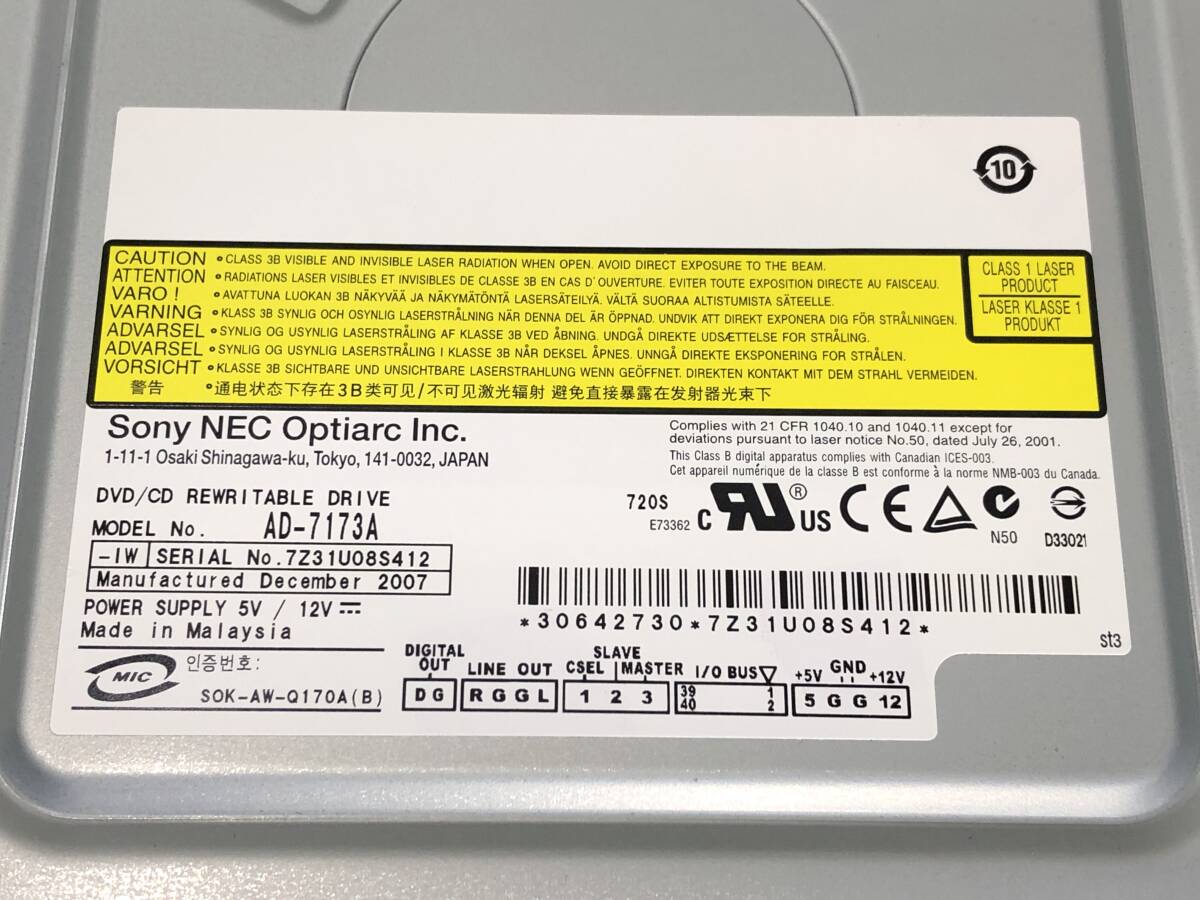 10
CAUTION • CLASS 3B VISIBLE AND INVISIBLE LASER RADIATION WHEN OPEN. AVOID DIRECT EXPOSURE TO THE BEAM.
ATTENTION • RADIATIONS LASER VISIBLES ET INVISIBLES DE CLASSE 3B EN CAS D'OUVERTURE. EVITER TOUTE EXPOSITION DIRECTE AU FAISCEAU.
VARO ! • AVATTUNA LUOKAN 3B NÄKYVÄÄ JA NÄKYMÄTÖNTÄ LASERSÄTEILYÄ. VÄLTÄ SUORAA ALTISTUMISTA SÄTEELLE.
VARNING • KLASS 3B SYNLIG OCH OSYNLIG LASERSTRÅLNING NÄR DENNA DEL ÄR ÖPPNAD. UNDVIK ATT DIREKT EXPONERA DIG FÖR STRÅLNINGEN.
ADVARSEL • SYNLIG OG USYNLIG LASERSTRÅLING AF KLASSE 3B VED ÅBNING. UNDGÅ DIREKTE UDSÆTTELSE FOR STRÅLING.
ADVARSEL • SYNLIG OG USYNLIG LASERSTRÅLING I KLASSE 3B NÅR DEKSEL ÅPNES. UNNGÅ DIREKTE EKSPONERING FOR STRÅLEN.
VORSICHT • KLASSE 3B SICHTBARE UND UNSICHTBARE LASERSTRAHLUNG WENN GEÖFFNET. DIREKTEN KONTAKT MIT DEM STRAHL VERMEIDEN.
警告 • 通电状态下存在3B类可见/不可见激光辐射 避免直接暴露在发射器光束下
CLASS 1 LASER
PRODUCT
LASER KLASSE 1
PRODUKT
Sony NEC Optiarc Inc.
1-11-1 Osaki Shinagawa-ku, Tokyo, 141-0032, JAPAN
Complies with 21 CFR 1040.10 and 1040.11 except for
deviations pursuant to laser notice No.50, dated July 26, 2001.
This Class B digital apparatus complies with Canadian ICES-003.
Cet appareil numérique de la classe B est conforme à la norme NMB-003 du Canada.
DVD/CD REWRITABLE DRIVE
MODEL No. AD-7173A
-IW SERIAL No.7Z31U08S412
Manufactured December 2007
POWER SUPPLY 5V / 12V ⎓
Made in Malaysia
720S
E73362 C UR ® US CE N50 D33021
*30642730*7Z31U08S412*
st3
MIC 인증번호:
SOK-AW-Q170A(B)
DIGITAL OUT LINE OUT SLAVE CSEL MASTER I/O BUS +5V GND +12V
D G R G G L 1 2 3 39 40 1 2 5 G G 12